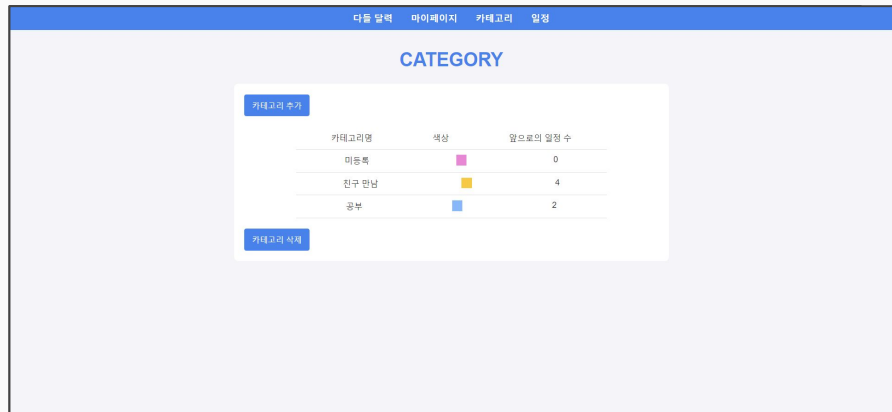 다들 달력 마이페이지 카테고리 일정
CATEGORY
카테고리 추가
카테고리명 색상 앞으로의 일정 수
미등록 0
친구 만남 4
공부 2
카테고리 삭제